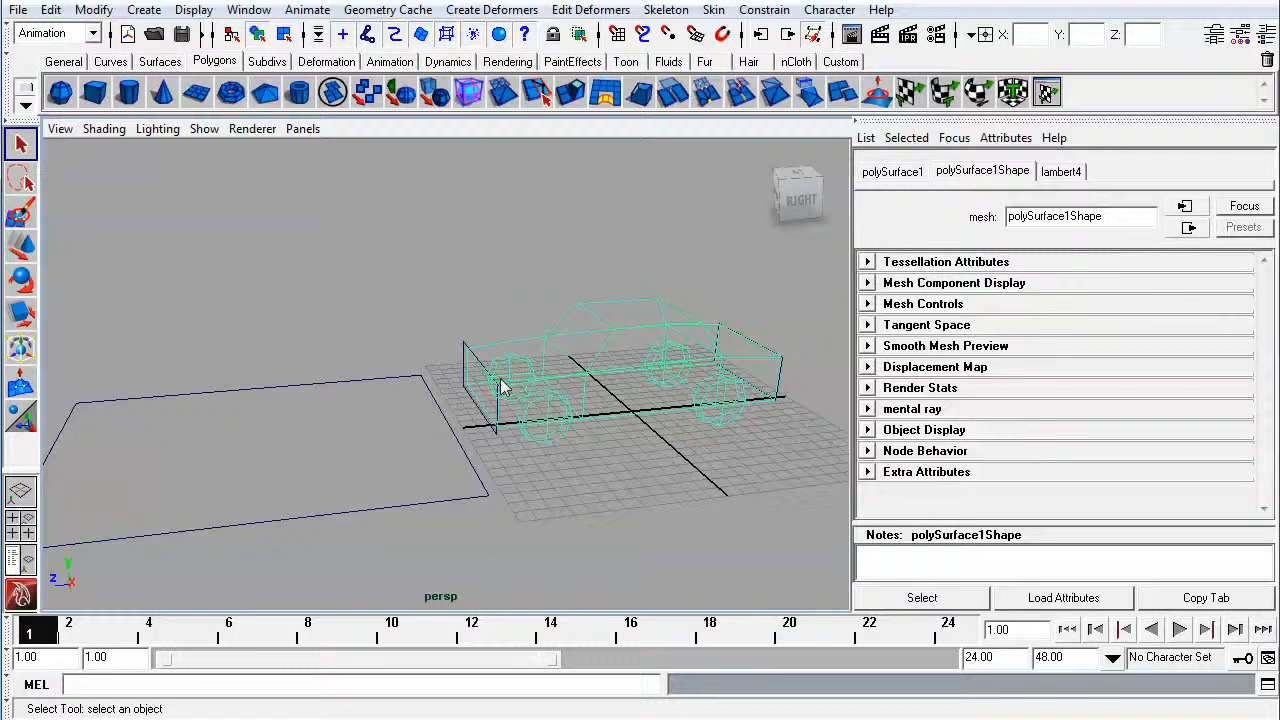 File Edit Modify Create Display Window Animate Geometry Cache Create Deformers Edit Deformers Skeleton Skin Constrain Character Help
Animation X: Y: Z:
General Curves Surfaces Polygons Subdivs Deformation Animation Dynamics Rendering PaintEffects Toon Fluids Fur Hair nCloth Custom
View Shading Lighting Show Renderer Panels
List Selected Focus Attributes Help
polySurface1 polySurface1Shape lambert4
mesh: polySurface1Shape Focus
Presets
RIGHT
Tessellation Attributes
Mesh Component Display
Mesh Controls
Tangent Space
Smooth Mesh Preview
Displacement Map
Render Stats
mental ray
Object Display
Node Behavior
Extra Attributes
Notes: polySurface1Shape
y
z x
persp
Select Load Attributes Copy Tab
1 2 4 6 8 10 12 14 16 18 20 22 24 1.00
1.00 1.00 24.00 48.00 No Character Set
MEL
Select Tool: select an object